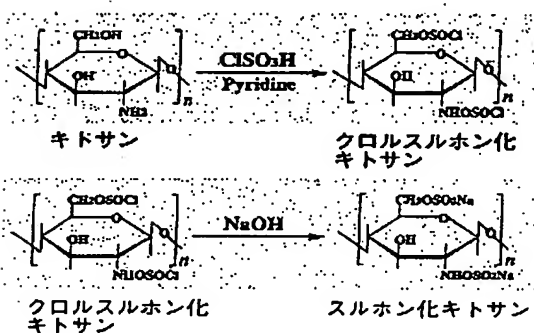 CH₂OH
O
O
OH
NH2
n
キトサン
ClSO₃H
Pyridine
CH₂OSOCl
O
O
OH
NHOSOCl
n
クロルスルホン化
キトサン
CH₂OSOCl
O
O
OH
NHOSOCl
n
クロルスルホン化
キトサン
NaOH
CH₂OSO₂Na
O
O
OH
NHOSO₂Na
n
スルホン化キトサン